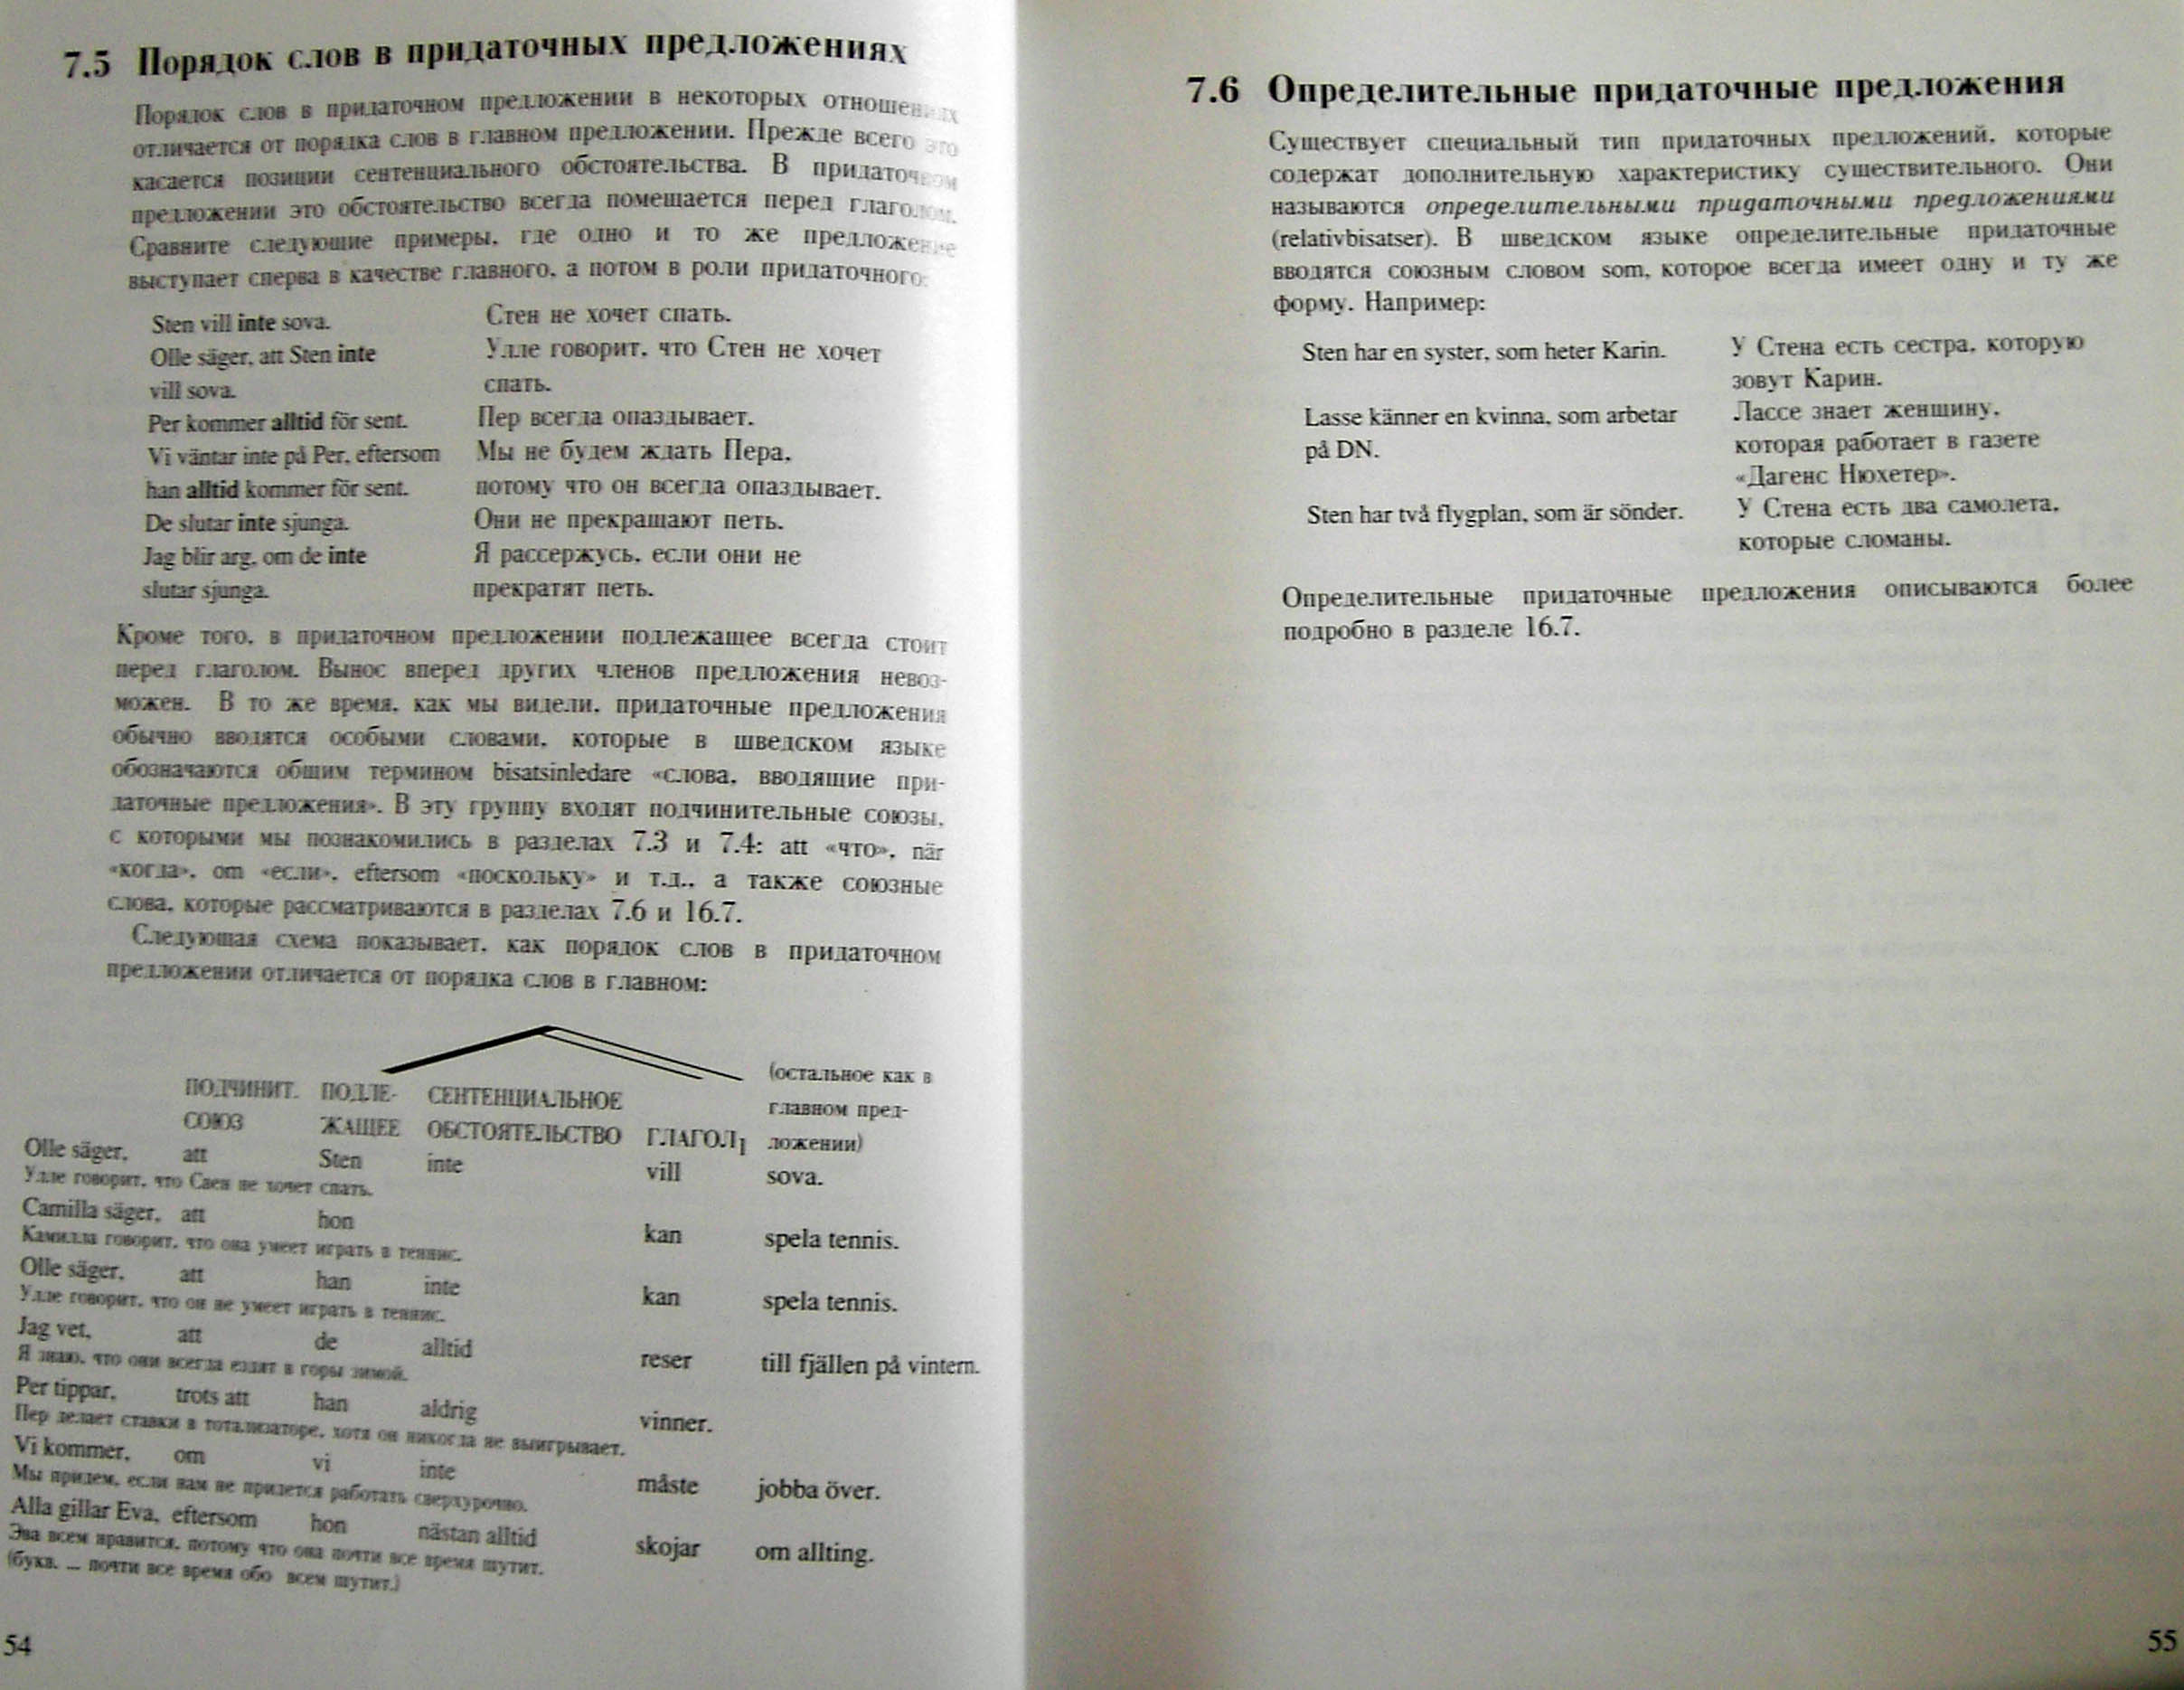 7.5 Порядок слов в придаточных предложениях
Порядок слов в придаточном предложении в некоторых отношениях
отличается от порядка слов в главном предложении. Прежде всего это
касается позиции сентенциального обстоятельства. В придаточном
предложении это обстоятельство всегда помещается перед глаголом.
Сравните следующие примеры, где одно и то же предложение
выступает сперва в качестве главного, а потом в роли придаточного:
Sten vill inte sova. Стен не хочет спать.
Olle säger, att Sten inte Улле говорит, что Стен не хочет
vill sova. спать.
Per kommer alltid för sent. Пер всегда опаздывает.
Vi väntar inte på Per, eftersom Мы не будем ждать Пера,
han alltid kommer för sent. потому что он всегда опаздывает.
De slutar inte sjunga. Они не прекращают петь.
Jag blir arg, om de inte Я рассержусь, если они не
slutar sjunga. прекратят петь.
Кроме того, в придаточном предложении подлежащее всегда стоит
перед глаголом. Вынос вперед других членов предложения невоз-
можен. В то же время, как мы видели, придаточные предложения
обычно вводятся особыми словами, которые в шведском языке
обозначаются общим термином bisatsinledare «слова, вводящие при-
даточные предложения». В эту группу входят подчинительные союзы,
с которыми мы познакомились в разделах 7.3 и 7.4: att «что», när
«когда», om «если», eftersom «поскольку» и т.д., а также союзные
слова, которые рассматриваются в разделах 7.6 и 16.7.
Следующая схема показывает, как порядок слов в придаточном
предложении отличается от порядка слов в главном:
(остальное как в
ПОДЧИНИТ. ПОДЛЕ- СЕНТЕНЦИАЛЬНОЕ главном пред-
СОЮЗ ЖАЩЕЕ ОБСТОЯТЕЛЬСТВО ГЛАГОЛ1 ложении)
Olle säger, att Sten inte vill sova.
Улле говорит, что Свен не хочет спать.
Camilla säger, att hon kan spela tennis.
Камилла говорит, что она умеет играть в теннис.
Olle säger, att han inte kan spela tennis.
Улле говорит, что он не умеет играть в теннис.
Jag vet, att de alltid reser till fjällen på vintern.
Я знаю, что они всегда ездят в горы зимой.
Per tippar, trots att han aldrig vinner.
Пер делает ставки в тотализаторе, хотя он никогда не выигрывает.
Vi kommer, om vi inte måste jobba över.
Мы придем, если нам не придется работать сверхурочно.
Alla gillar Eva, eftersom hon nästan alltid skojar om allting.
Эва всем нравится, потому что она почти все время шутит.
(букв. ... почти все время обо всем шутит.)
54
7.6 Определительные придаточные предложения
Существует специальный тип придаточных предложений, которые
содержат дополнительную характеристику существительного. Они
называются определительными придаточными предложениями
(relativbisatser). В шведском языке определительные придаточные
вводятся союзным словом som, которое всегда имеет одну и ту же
форму. Например:
Sten har en syster, som heter Karin. У Стена есть сестра, которую
зовут Карин.
Lasse känner en kvinna, som arbetar Лассе знает женщину,
på DN. которая работает в газете
«Дагенс Нюхетер».
Sten har två flygplan, som är sönder. У Стена есть два самолета,
которые сломаны.
Определительные придаточные предложения описываются более
подробно в разделе 16.7.
55